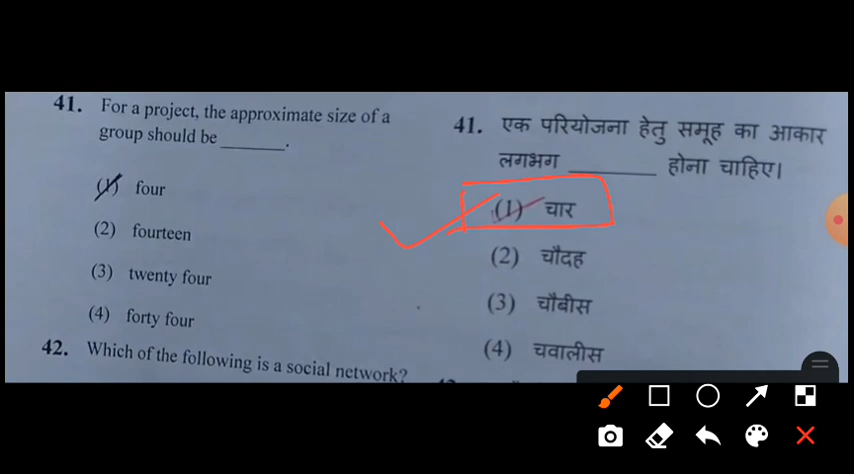 41. For a project, the approximate size of a
group should be ______.
(1) four
(2) fourteen
(3) twenty four
(4) forty four
42. Which of the following is a social network?
41. एक परियोजना हेतु समूह का आकार
लगभग ______ होना चाहिए।
(1) चार
(2) चौदह
(3) चौबीस
(4) चवालीस